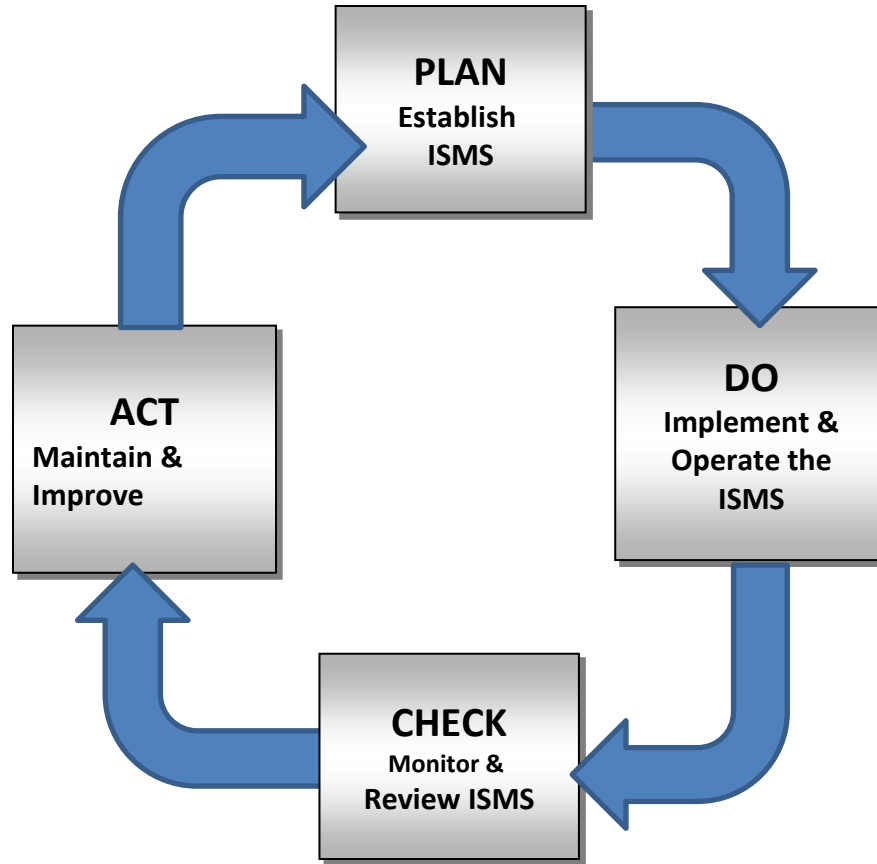 PLAN
Establish
ISMS
DO
Implement &
Operate the
ISMS
CHECK
Monitor &
Review ISMS
ACT
Maintain &
Improve